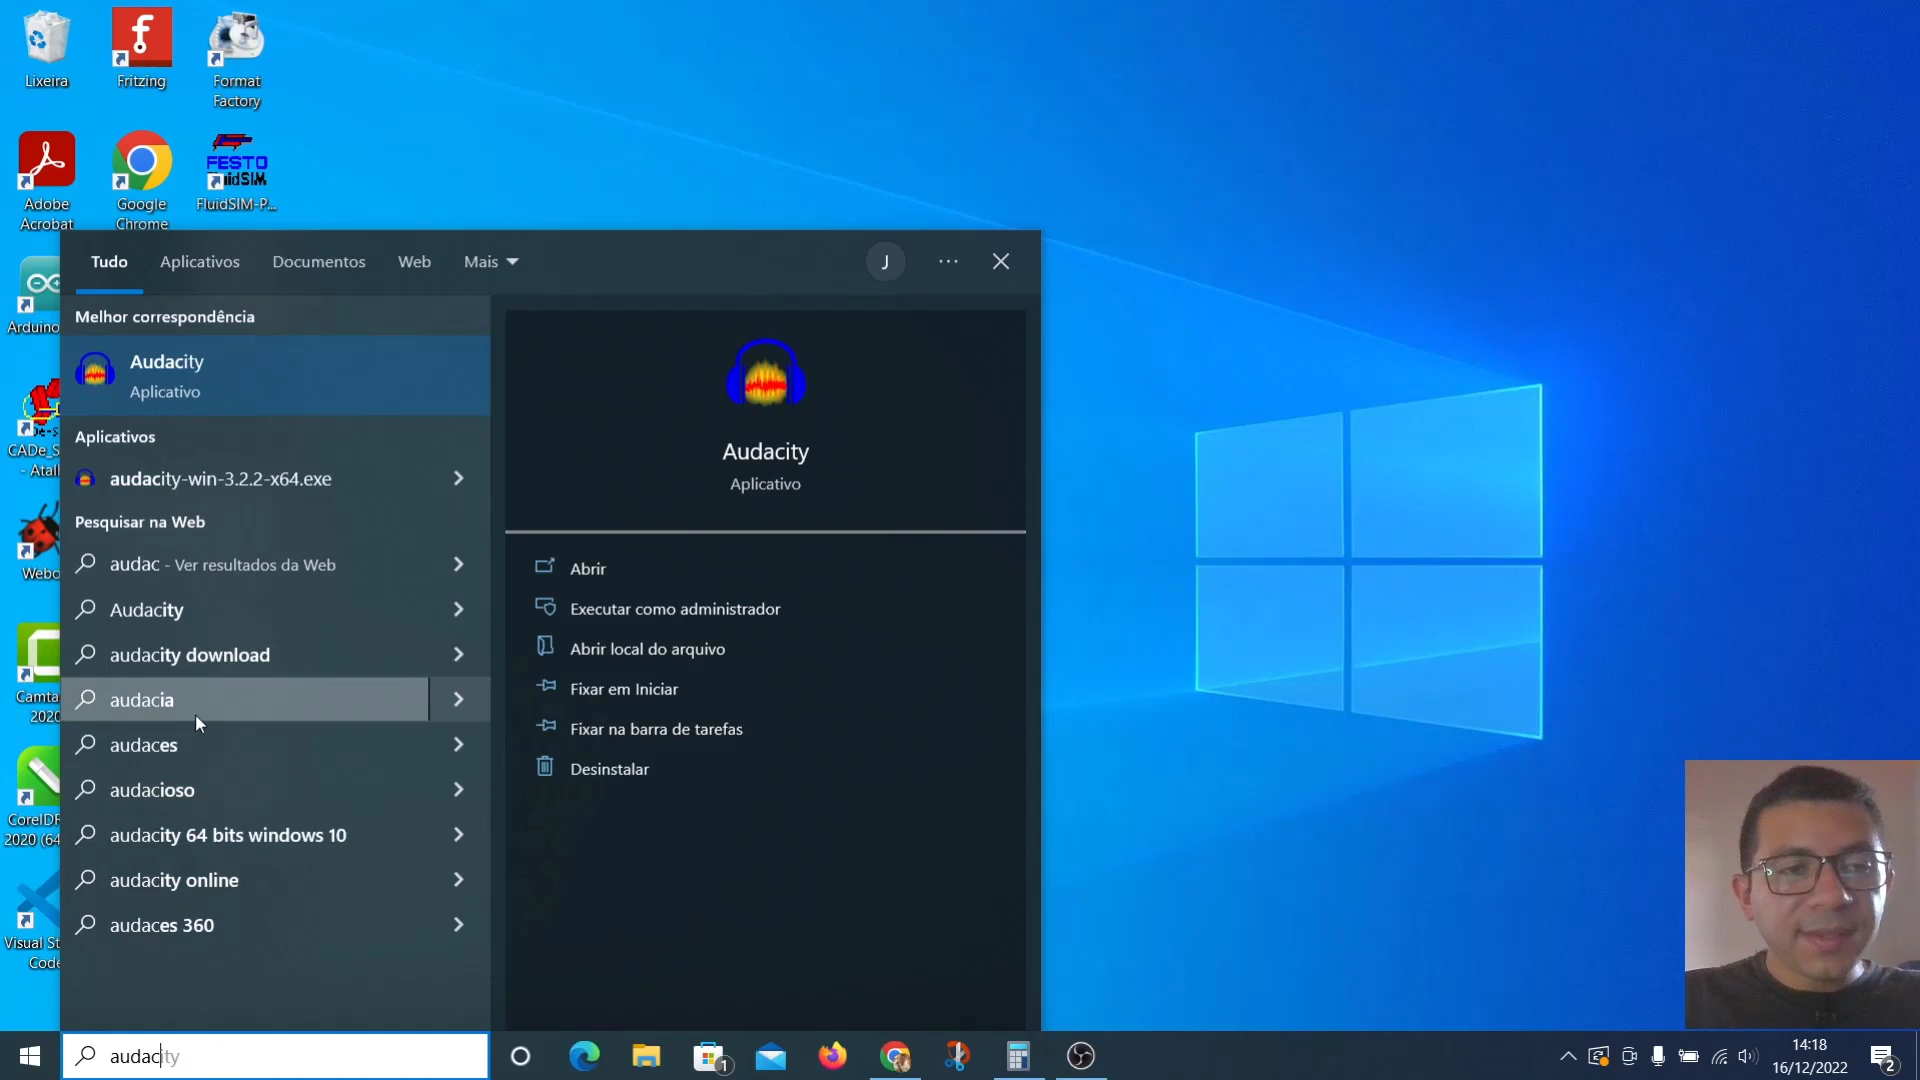 Lixeira
Fritzing
Format
Factory
Adobe
Acrobat
Google
Chrome
FESTO
FluidSIM-P...
Arduino
- Atall
Webo
Camta
2020
CorelDR
2020 (64
Visual St
Code
Tudo
Aplicativos
Documentos
Web
Mais
J
Melhor correspondência
Audacity
Aplicativo
Aplicativos
audacity-win-3.2.2-x64.exe
Pesquisar na Web
audac - Ver resultados da Web
Audacity
audacity download
audacia
audaces
audacioso
audacity 64 bits windows 10
audacity online
audaces 360
Audacity
Aplicativo
Abrir
Executar como administrador
Abrir local do arquivo
Fixar em Iniciar
Fixar na barra de tarefas
Desinstalar
audacity
1
14:18
16/12/2022
2